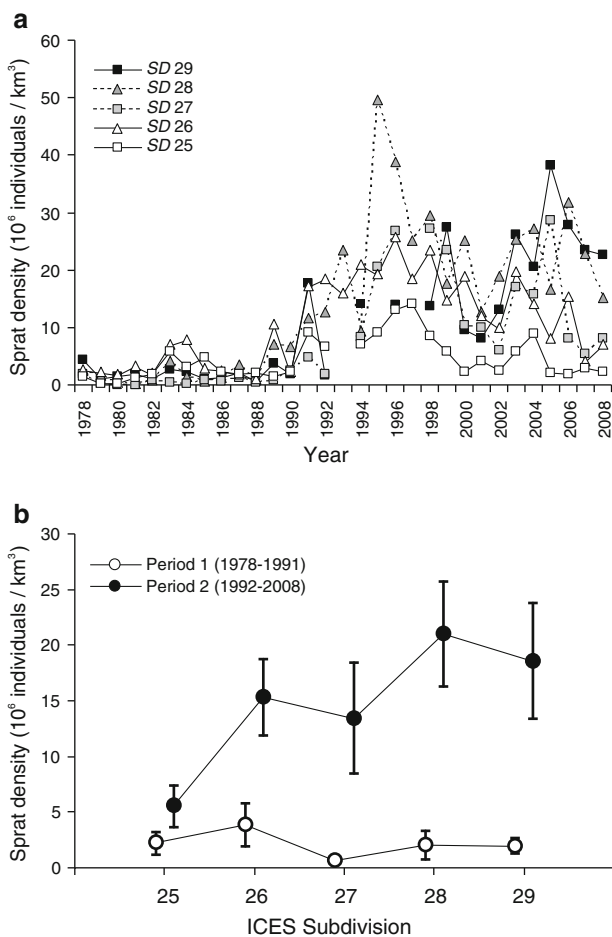 a
Sprat density (10⁶ individuals / km³)
60
50
40
30
20
10
0
SD 29
SD 28
SD 27
SD 26
SD 25
1978
1980
1982
1984
1986
1988
1990
1992
1994
1996
1998
2000
2002
2004
2006
2008
Year
b
Sprat density (10⁶ individuals / km³)
30
25
20
15
10
5
0
Period 1 (1978-1991)
Period 2 (1992-2008)
25
26
27
28
29
ICES Subdivision